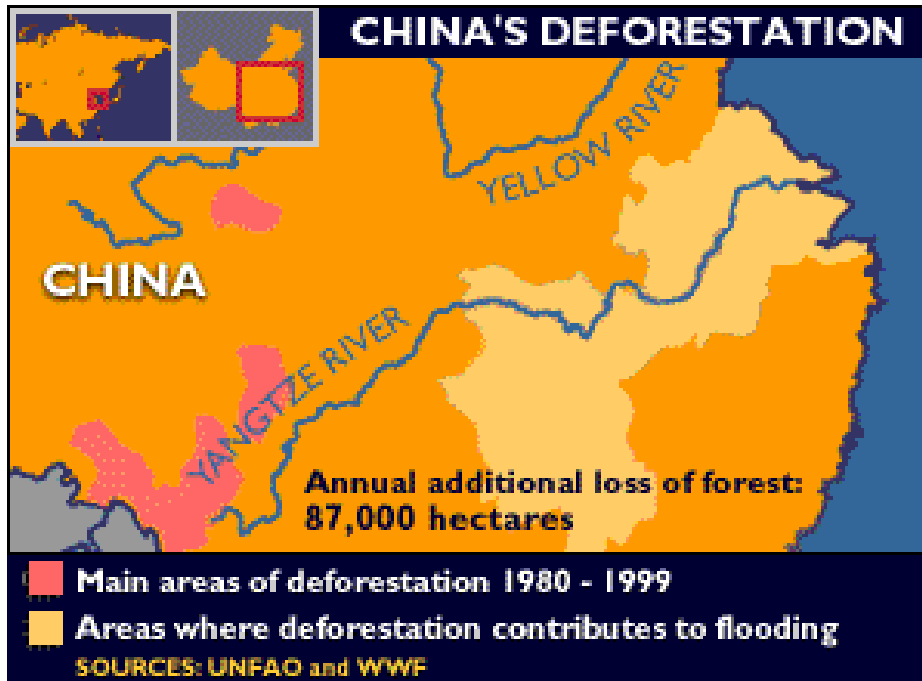 CHINA'S DEFORESTATION
YELLOW RIVER
CHINA
YANGTZE RIVER
Annual additional loss of forest:
87,000 hectares
Main areas of deforestation 1980 - 1999
Areas where deforestation contributes to flooding
SOURCES: UNFAO and WWF